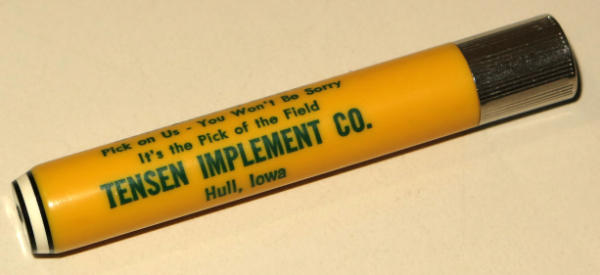 Pick on Us - You Won't Be Sorry
It's the Pick of the Field
TENSEN IMPLEMENT CO.
Hull, Iowa